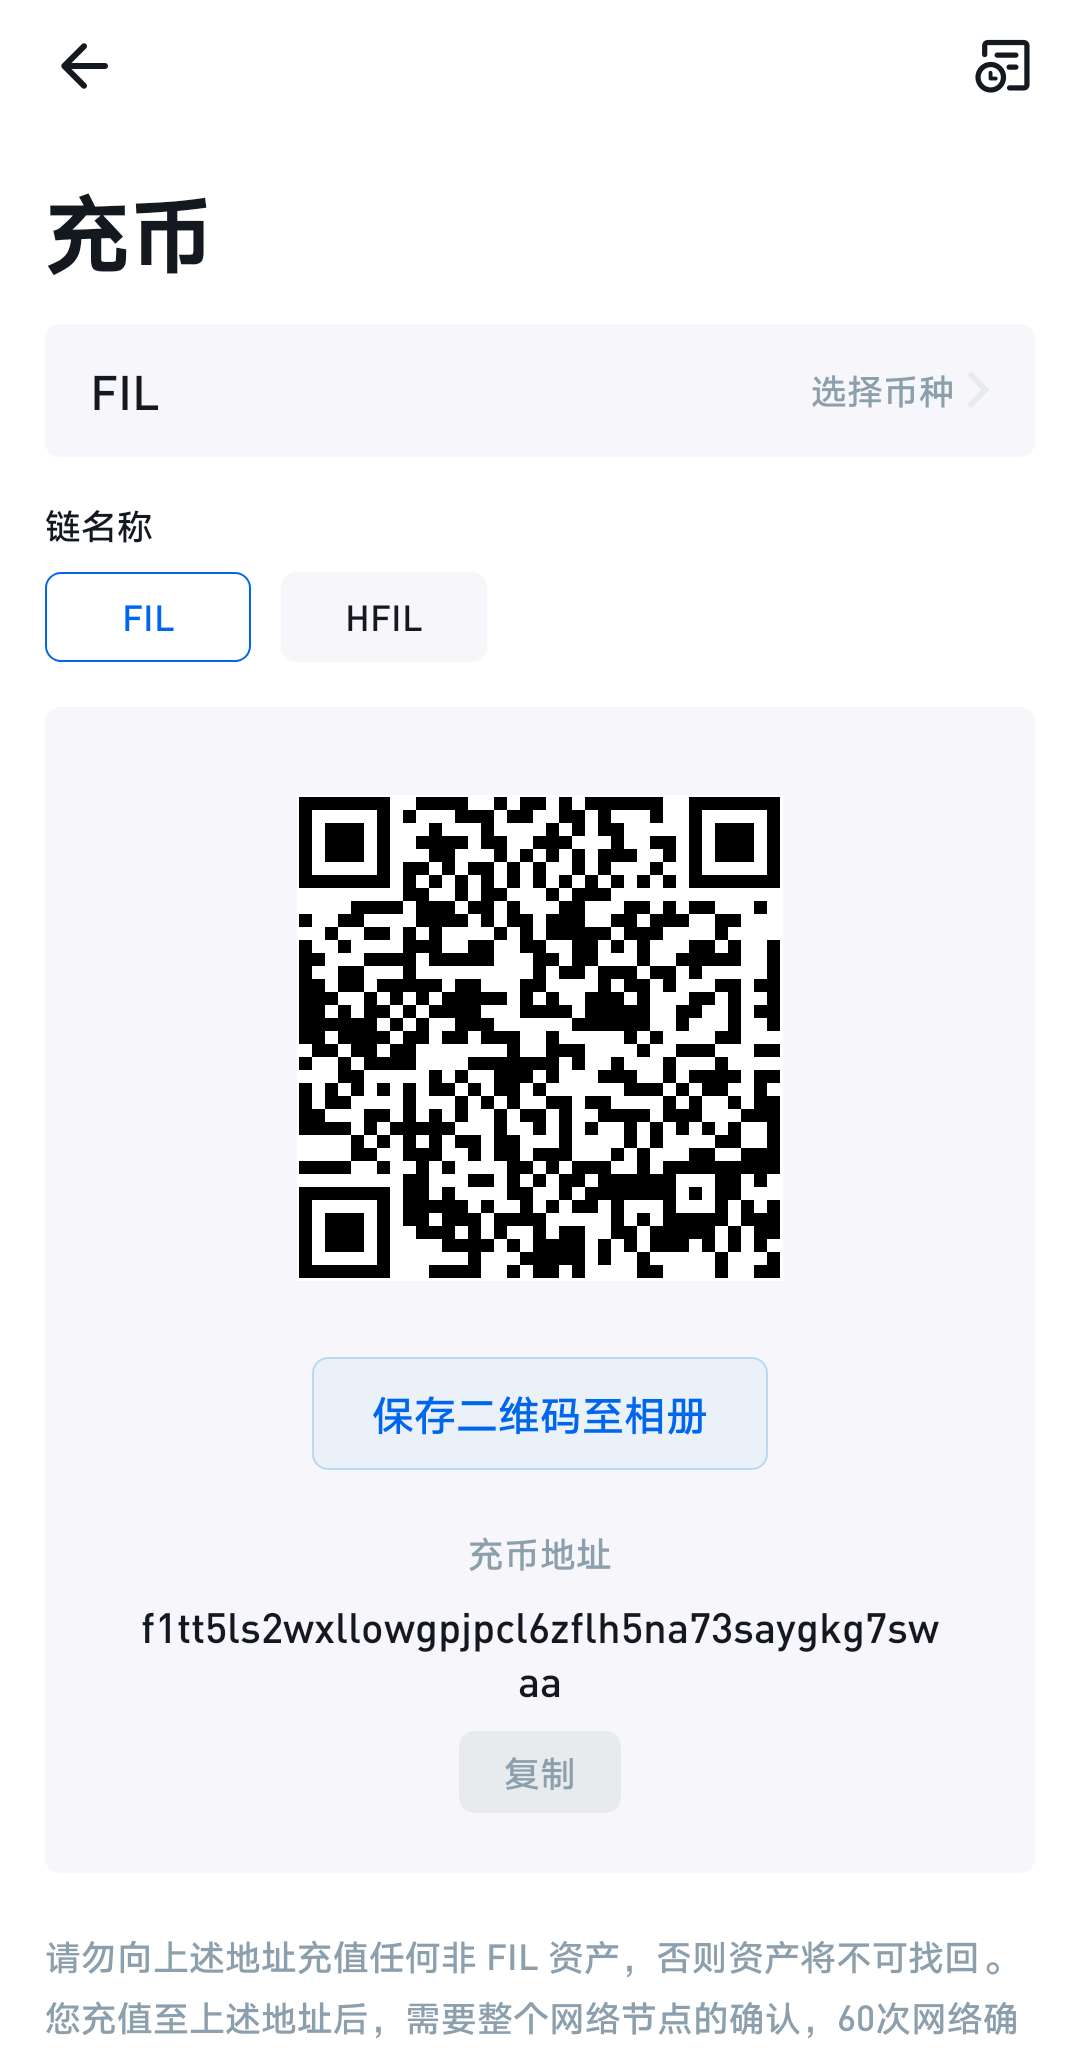 充币
FIL 选择币种
链名称
FIL HFIL
保存二维码至相册
充币地址
f1tt5ls2wxllowgpjpcl6zflh5na73saygkg7sw
aa
复制
请勿向上述地址充值任何非 FIL 资产，否则资产将不可找回。
您充值至上述地址后，需要整个网络节点的确认，60次网络确